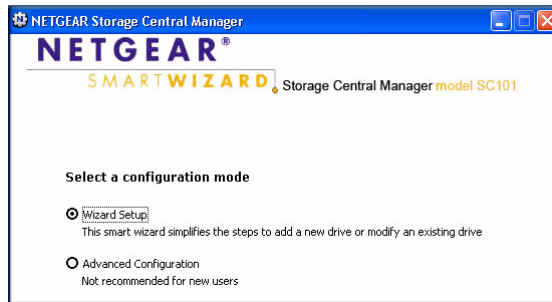 NETGEAR Storage Central Manager
NETGEAR®
SMARTWIZARD Storage Central Manager model SC101
Select a configuration mode
Wizard Setup
This smart wizard simplifies the steps to add a new drive or modify an existing drive
Advanced Configuration
Not recommended for new users